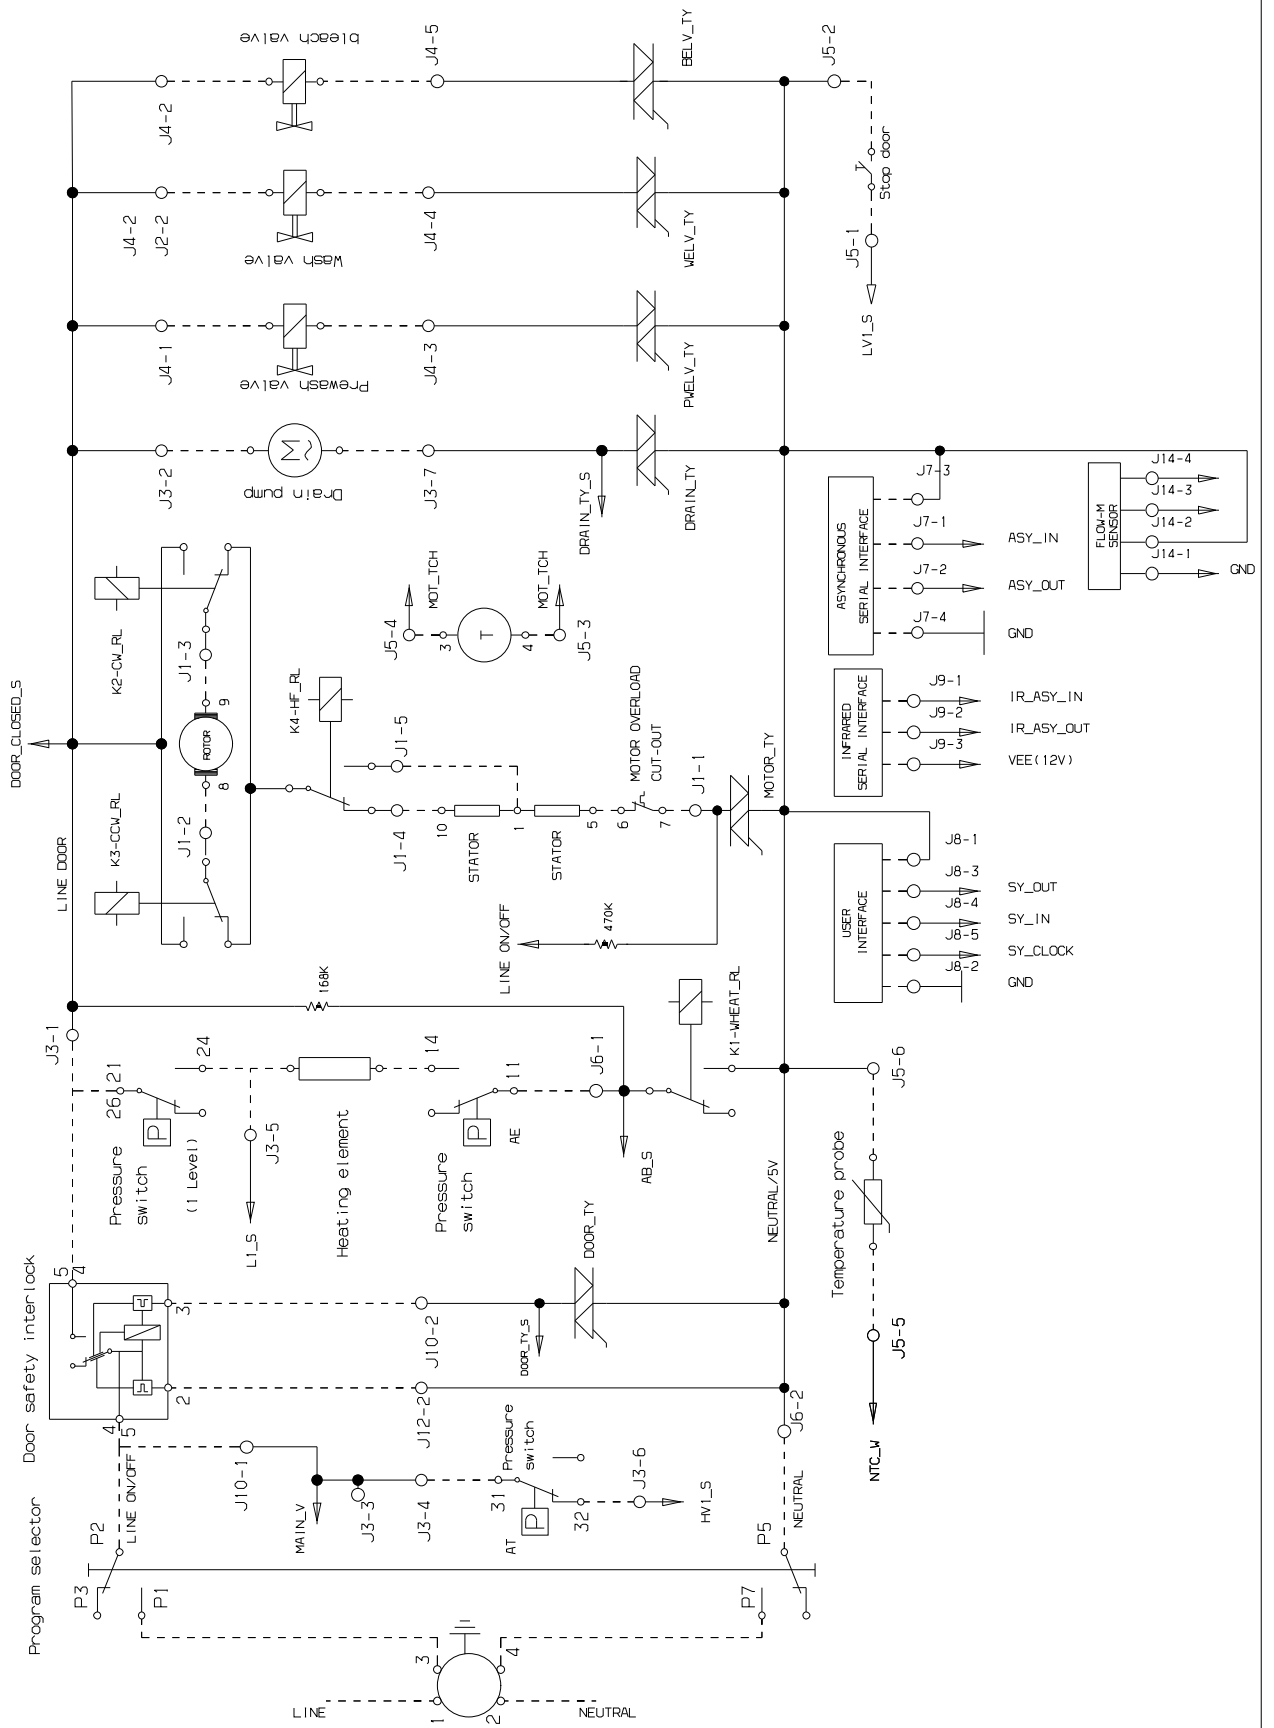 bleach valve
J4-2
J4-5
BELV_TY
J5-2
Stop door
J5-1
LV1_S
J4-2
J2-2
Wash valve
J4-4
WELV_TY
J4-1
Prewash valve
J4-3
PWELV_TY
J3-2
Drain pump
M
J3-7
DRAIN_TY_S
DRAIN_TY
DOOR_CLOSED_S
LINE DOOR
K2-CW_RL
J1-3
9
ROTOR
8
J1-2
K3-CCW_RL
K4-HF_RL
J1-5
J1-4
10
STATOR
1
STATOR
5
6
7
MOTOR OVERLOAD
CUT-OUT
J1-1
MOTOR_TY
MOT_TCH
J5-4
3
T
4
J5-3
MOT_TCH
LINE ON/OFF
470K
168K
J3-1
21
26
24
P
Pressure
switch
(1 Level)
J3-5
L1_S
Heating element
14
11
P
AE
Pressure
switch
J6-1
AB_S
K1-WHEAT_RL
NEUTRAL/5V
J5-6
Temperature probe
J5-5
NTC_W
Door safety interlock
5
4
3
2
4
5
J10-2
DOOR_TY_S
DOOR_TY
J12-2
J6-2
NEUTRAL
P5
P7
LINE ON/OFF
J10-1
MAIN_V
J3-3
J3-4
31
32
P
AT
Pressure
switch
J3-6
HV1_S
Program selector
P2
P3
P1
3
4
1
2
LINE
NEUTRAL
ASYNCHRONOUS
SERIAL INTERFACE
J7-3
J7-1
ASY_IN
J7-2
ASY_OUT
J7-4
GND
FLOW-M
SENSOR
J14-4
J14-3
J14-2
J14-1
GND
INFRARED
SERIAL INTERFACE
J9-1
IR_ASY_IN
J9-2
IR_ASY_OUT
J9-3
VEE(12V)
USER
INTERFACE
J8-1
J8-3
SY_OUT
J8-4
SY_IN
J8-5
SY_CLOCK
J8-2
GND